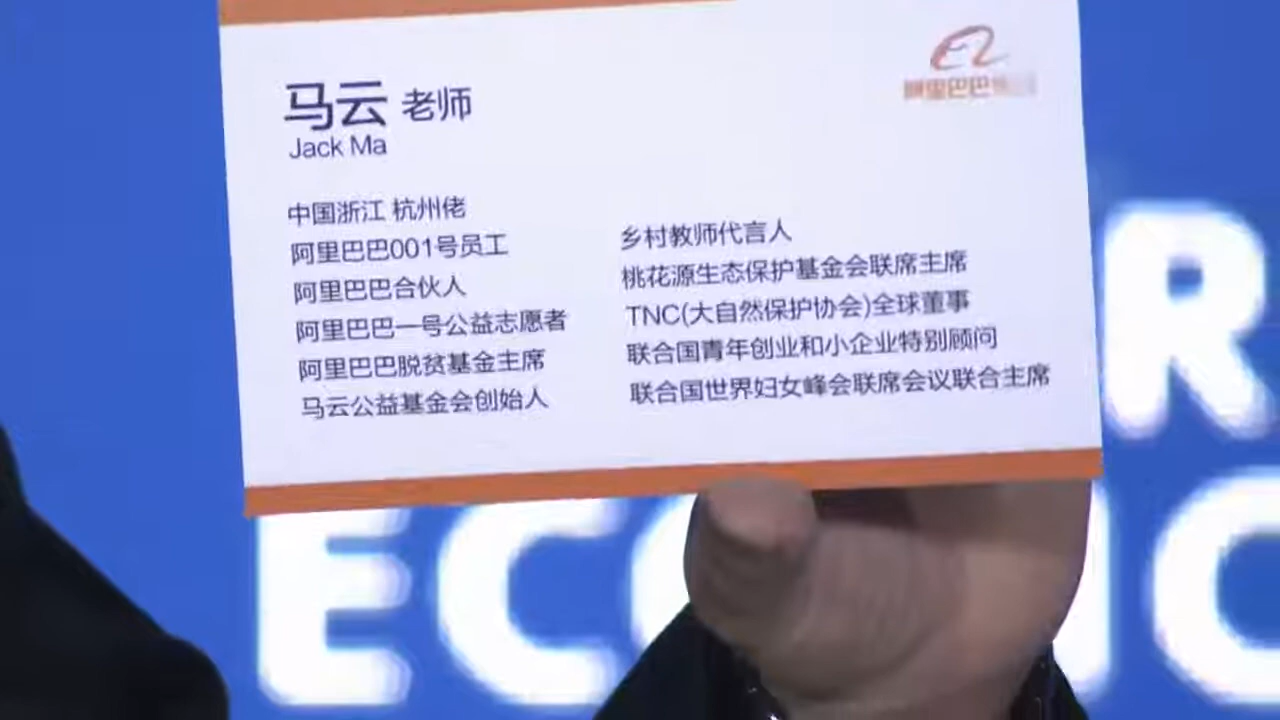 阿里巴巴
马云 老师
Jack Ma
中国浙江 杭州佬
阿里巴巴001号员工
阿里巴巴合伙人
阿里巴巴一号公益志愿者
阿里巴巴脱贫基金主席
马云公益基金会创始人
乡村教师代言人
桃花源生态保护基金会联席主席
TNC(大自然保护协会)全球董事
联合国青年创业和小企业特别顾问
联合国世界妇女峰会联席会议联合主席